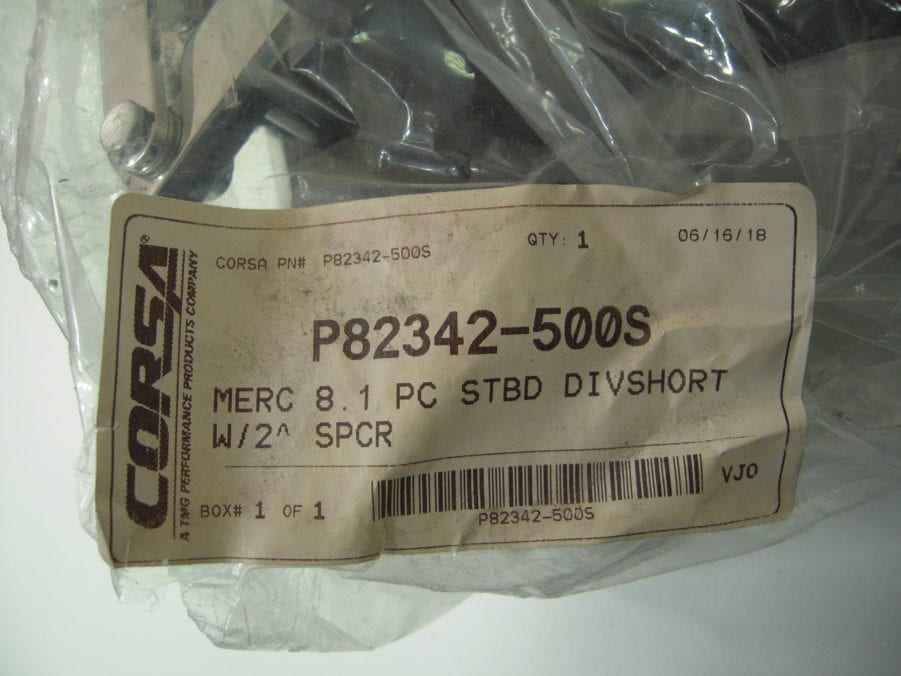 CORSA®
A TMG PERFORMANCE PRODUCTS COMPANY
CORSA PN# P82342-500S QTY: 1 06/16/18
P82342-500S
MERC 8.1 PC STBD DIVSHORT
W/2^ SPCR
BOX# 1 OF 1
P82342-500S
VJO